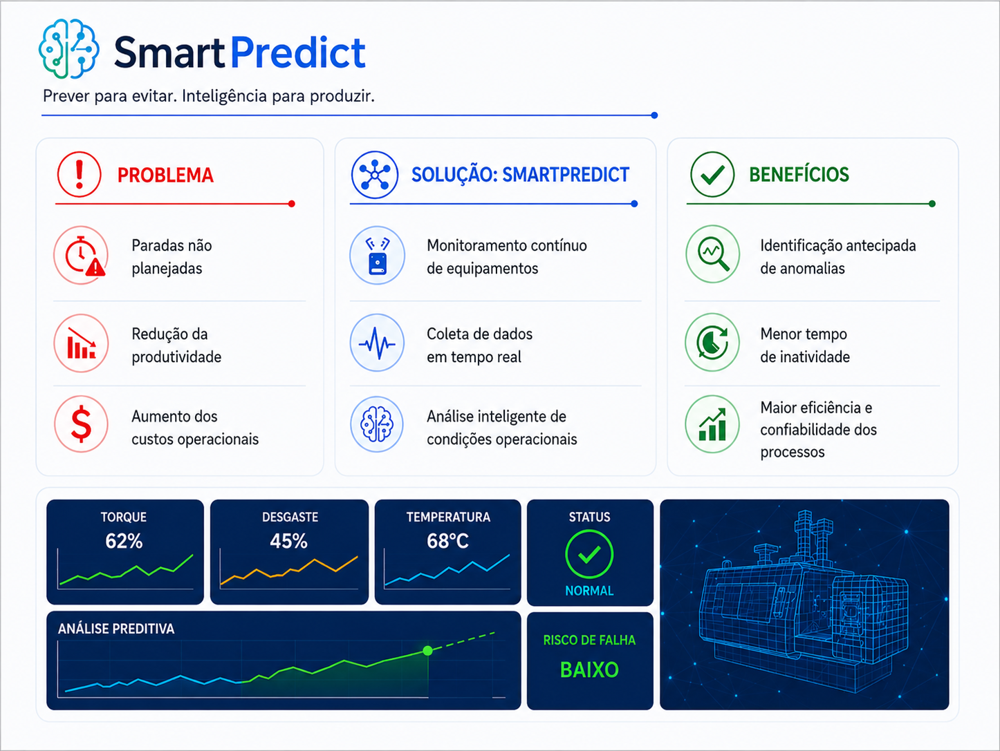 SmartPredict
Prever para evitar. Inteligência para produzir.
PROBLEMA
Paradas não
planejadas
Redução da
produtividade
$
Aumento dos
custos operacionais
SOLUÇÃO: SMARTPREDICT
Monitoramento contínuo
de equipamentos
Coleta de dados
em tempo real
Análise inteligente de
condições operacionais
BENEFÍCIOS
Identificação antecipada
de anomalias
Menor tempo
de inatividade
Maior eficiência e
confiabilidade dos
processos
TORQUE
62%
DESGASTE
45%
TEMPERATURA
68°C
STATUS
NORMAL
ANÁLISE PREDITIVA
RISCO DE FALHA
BAIXO